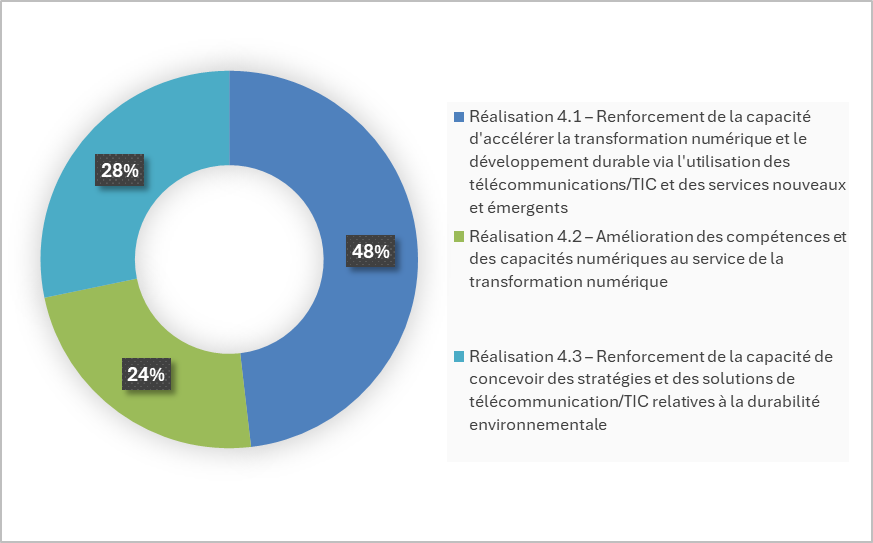 28%
48%
24%
Réalisation 4.1 – Renforcement de la capacité
d'accélérer la transformation numérique et le
développement durable via l'utilisation des
télécommunications/TIC et des services nouveaux
et émergents
Réalisation 4.2 – Amélioration des compétences et
des capacités numériques au service de la
transformation numérique
Réalisation 4.3 – Renforcement de la capacité de
concevoir des stratégies et des solutions de
télécommunication/TIC relatives à la durabilité
environnementale